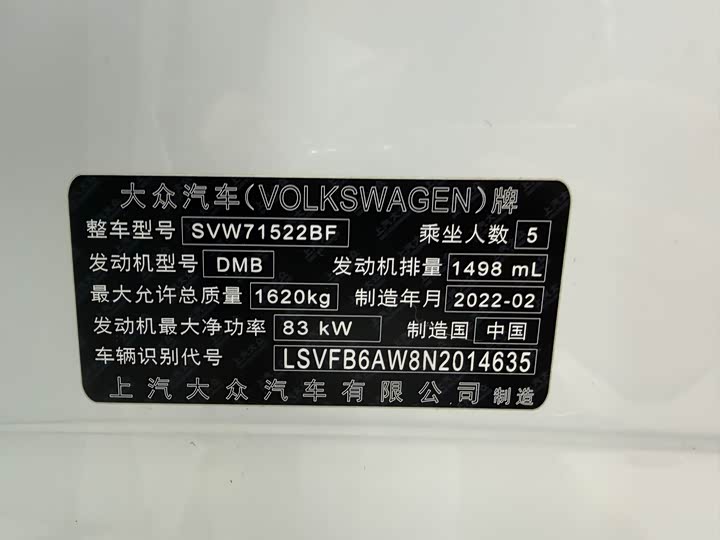 大众汽车(VOLKSWAGEN)牌
整车型号 SVW71522BF 乘坐人数 5
发动机型号 DMB 发动机排量 1498 mL
最大允许总质量 1620kg 制造年月 2022-02
发动机最大净功率 83 kW 制造国 中国
车辆识别代号 LSVFB6AW8N2014635
上汽大众汽车有限公司 制造